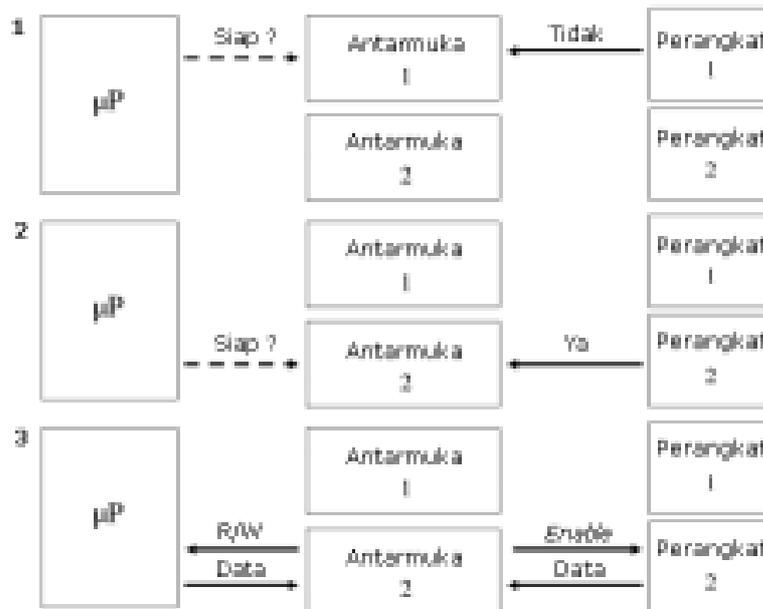 1
Siap ?
Antarmuka
1
Tidak
Perangkat
1
µP
Antarmuka
2
Perangkat
2
2
Antarmuka
1
Perangkat
1
µP
Siap ?
Antarmuka
2
Ya
Perangkat
2
3
Antarmuka
1
Perangkat
1
µP
R/W
Data
Antarmuka
2
Enable
Data
Perangkat
2